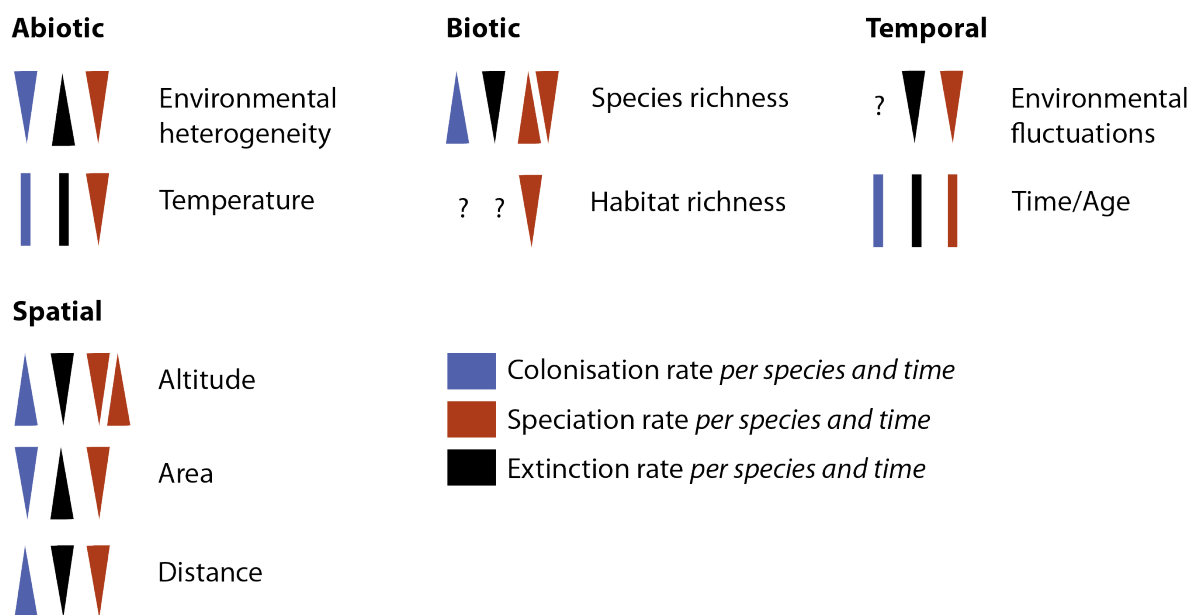 Abiotic
Environmental
heterogeneity
Temperature
Biotic
Species richness
? ? Habitat richness
Temporal
? Environmental
fluctuations
Time/Age
Spatial
Altitude
Area
Distance
Colonisation rate per species and time
Speciation rate per species and time
Extinction rate per species and time